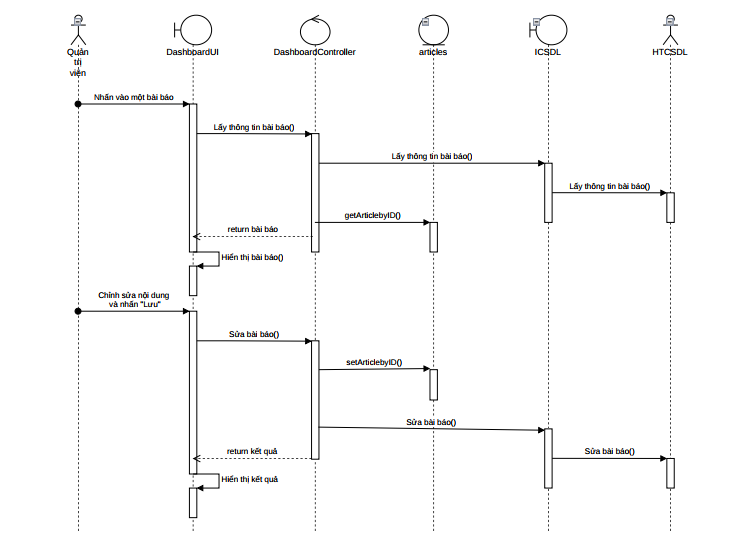 Quản
trị
viên
DashboardUI
DashboardController
articles
ICSDL
HTCSDL
Nhấn vào một bài báo
Lấy thông tin bài báo()
Lấy thông tin bài báo()
Lấy thông tin bài báo()
getArticlebyID()
return bài báo
Hiển thị bài báo()
Chỉnh sửa nội dung
và nhấn "Lưu"
Sửa bài báo()
setArticlebyID()
Sửa bài báo()
return kết quả
Sửa bài báo()
Hiển thị kết quả